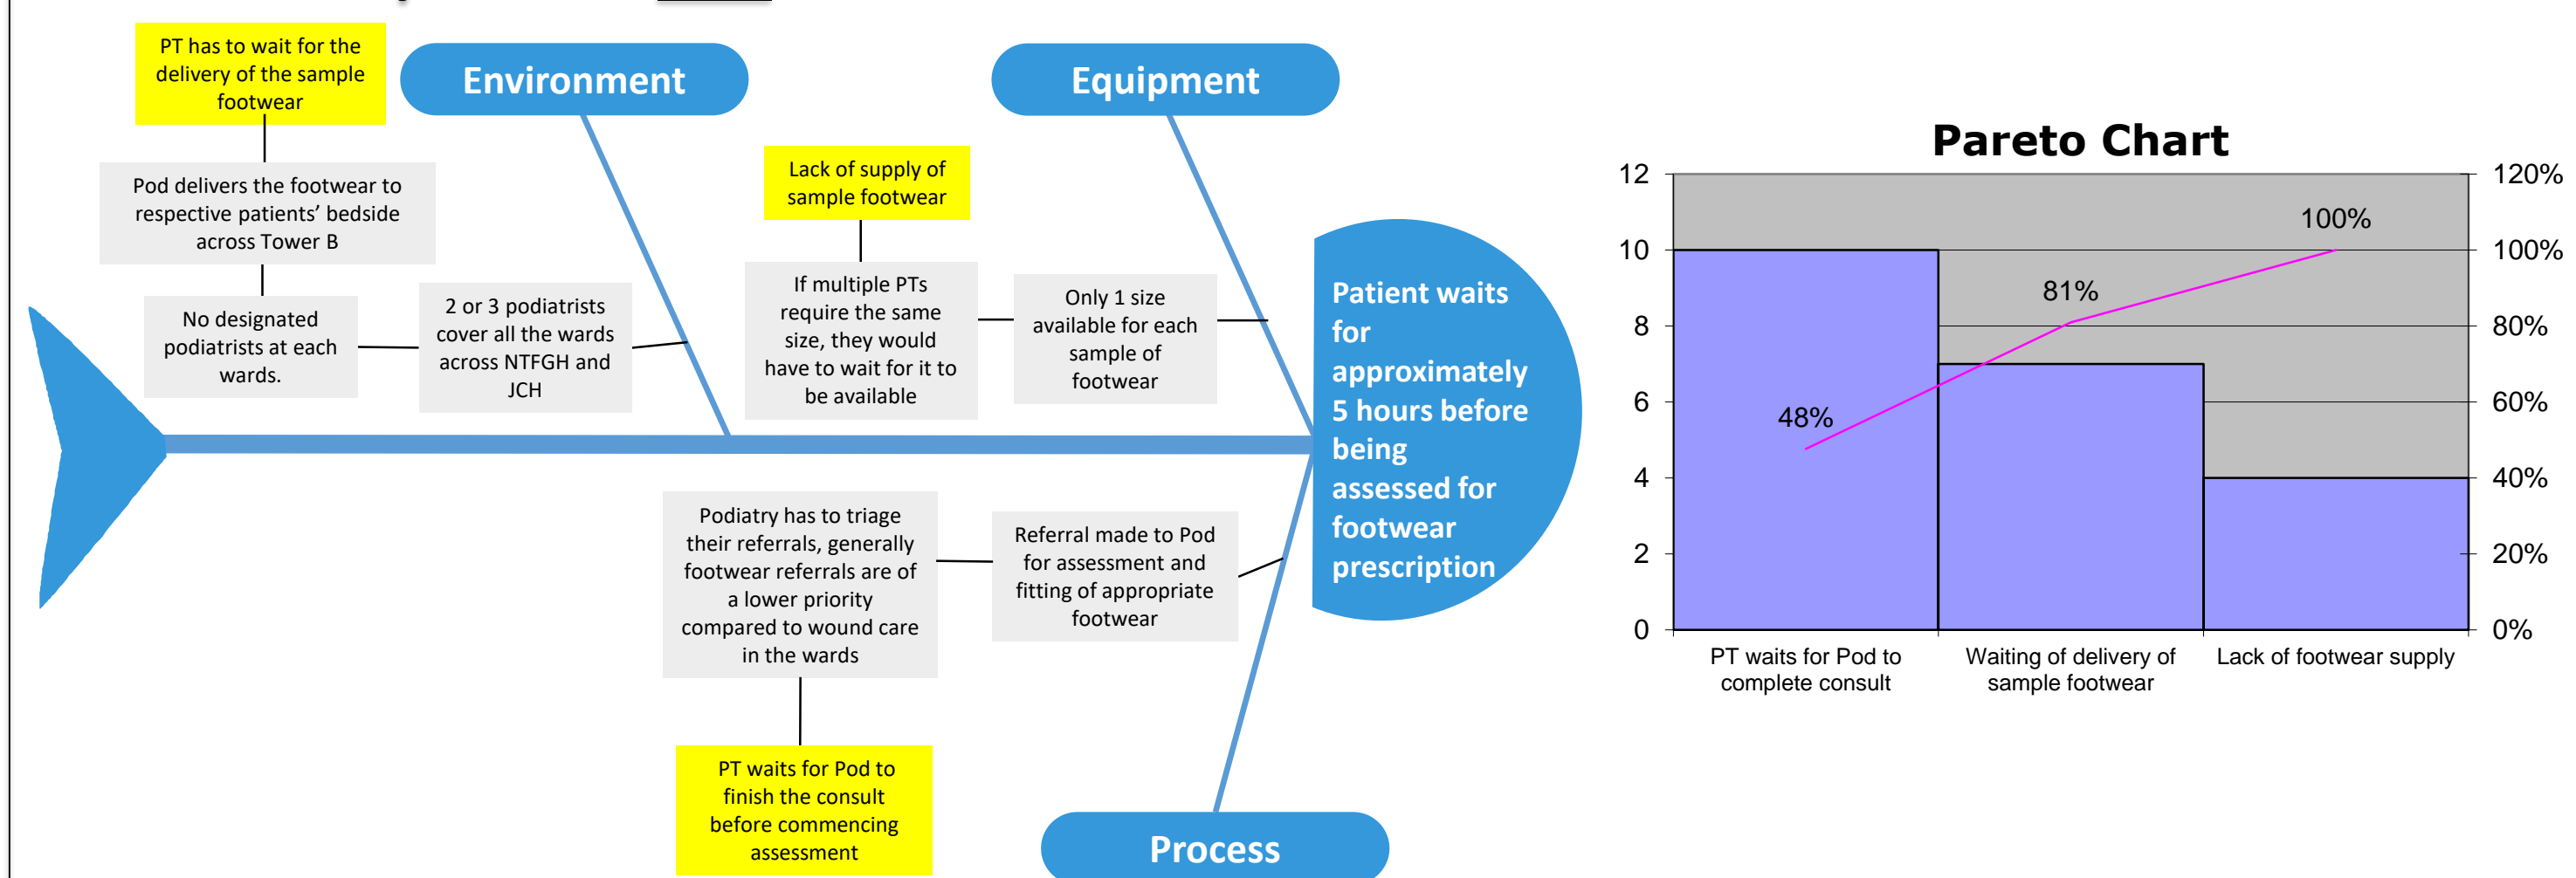 PT has to wait for the
delivery of the sample
footwear
Environment
Equipment
Pod delivers the footwear to
respective patients’ bedside
across Tower B
Lack of supply of
sample footwear
No designated
podiatrists at each
wards.
2 or 3 podiatrists
cover all the wards
across NTFGH and
JCH
If multiple PTs
require the same
size, they would
have to wait for it to
be available
Only 1 size
available for each
sample of
footwear
Patient waits
for
approximately
5 hours before
being
assessed for
footwear
prescription
Podiatry has to triage
their referrals, generally
footwear referrals are of
a lower priority
compared to wound care
in the wards
Referral made to Pod
for assessment and
fitting of appropriate
footwear
PT waits for Pod to
finish the consult
before commencing
assessment
Process
Pareto Chart
12
10
8
6
4
2
0
120%
100%
80%
60%
40%
20%
0%
48%
81%
100%
PT waits for Pod to
complete consult
Waiting of delivery of
sample footwear
Lack of footwear supply